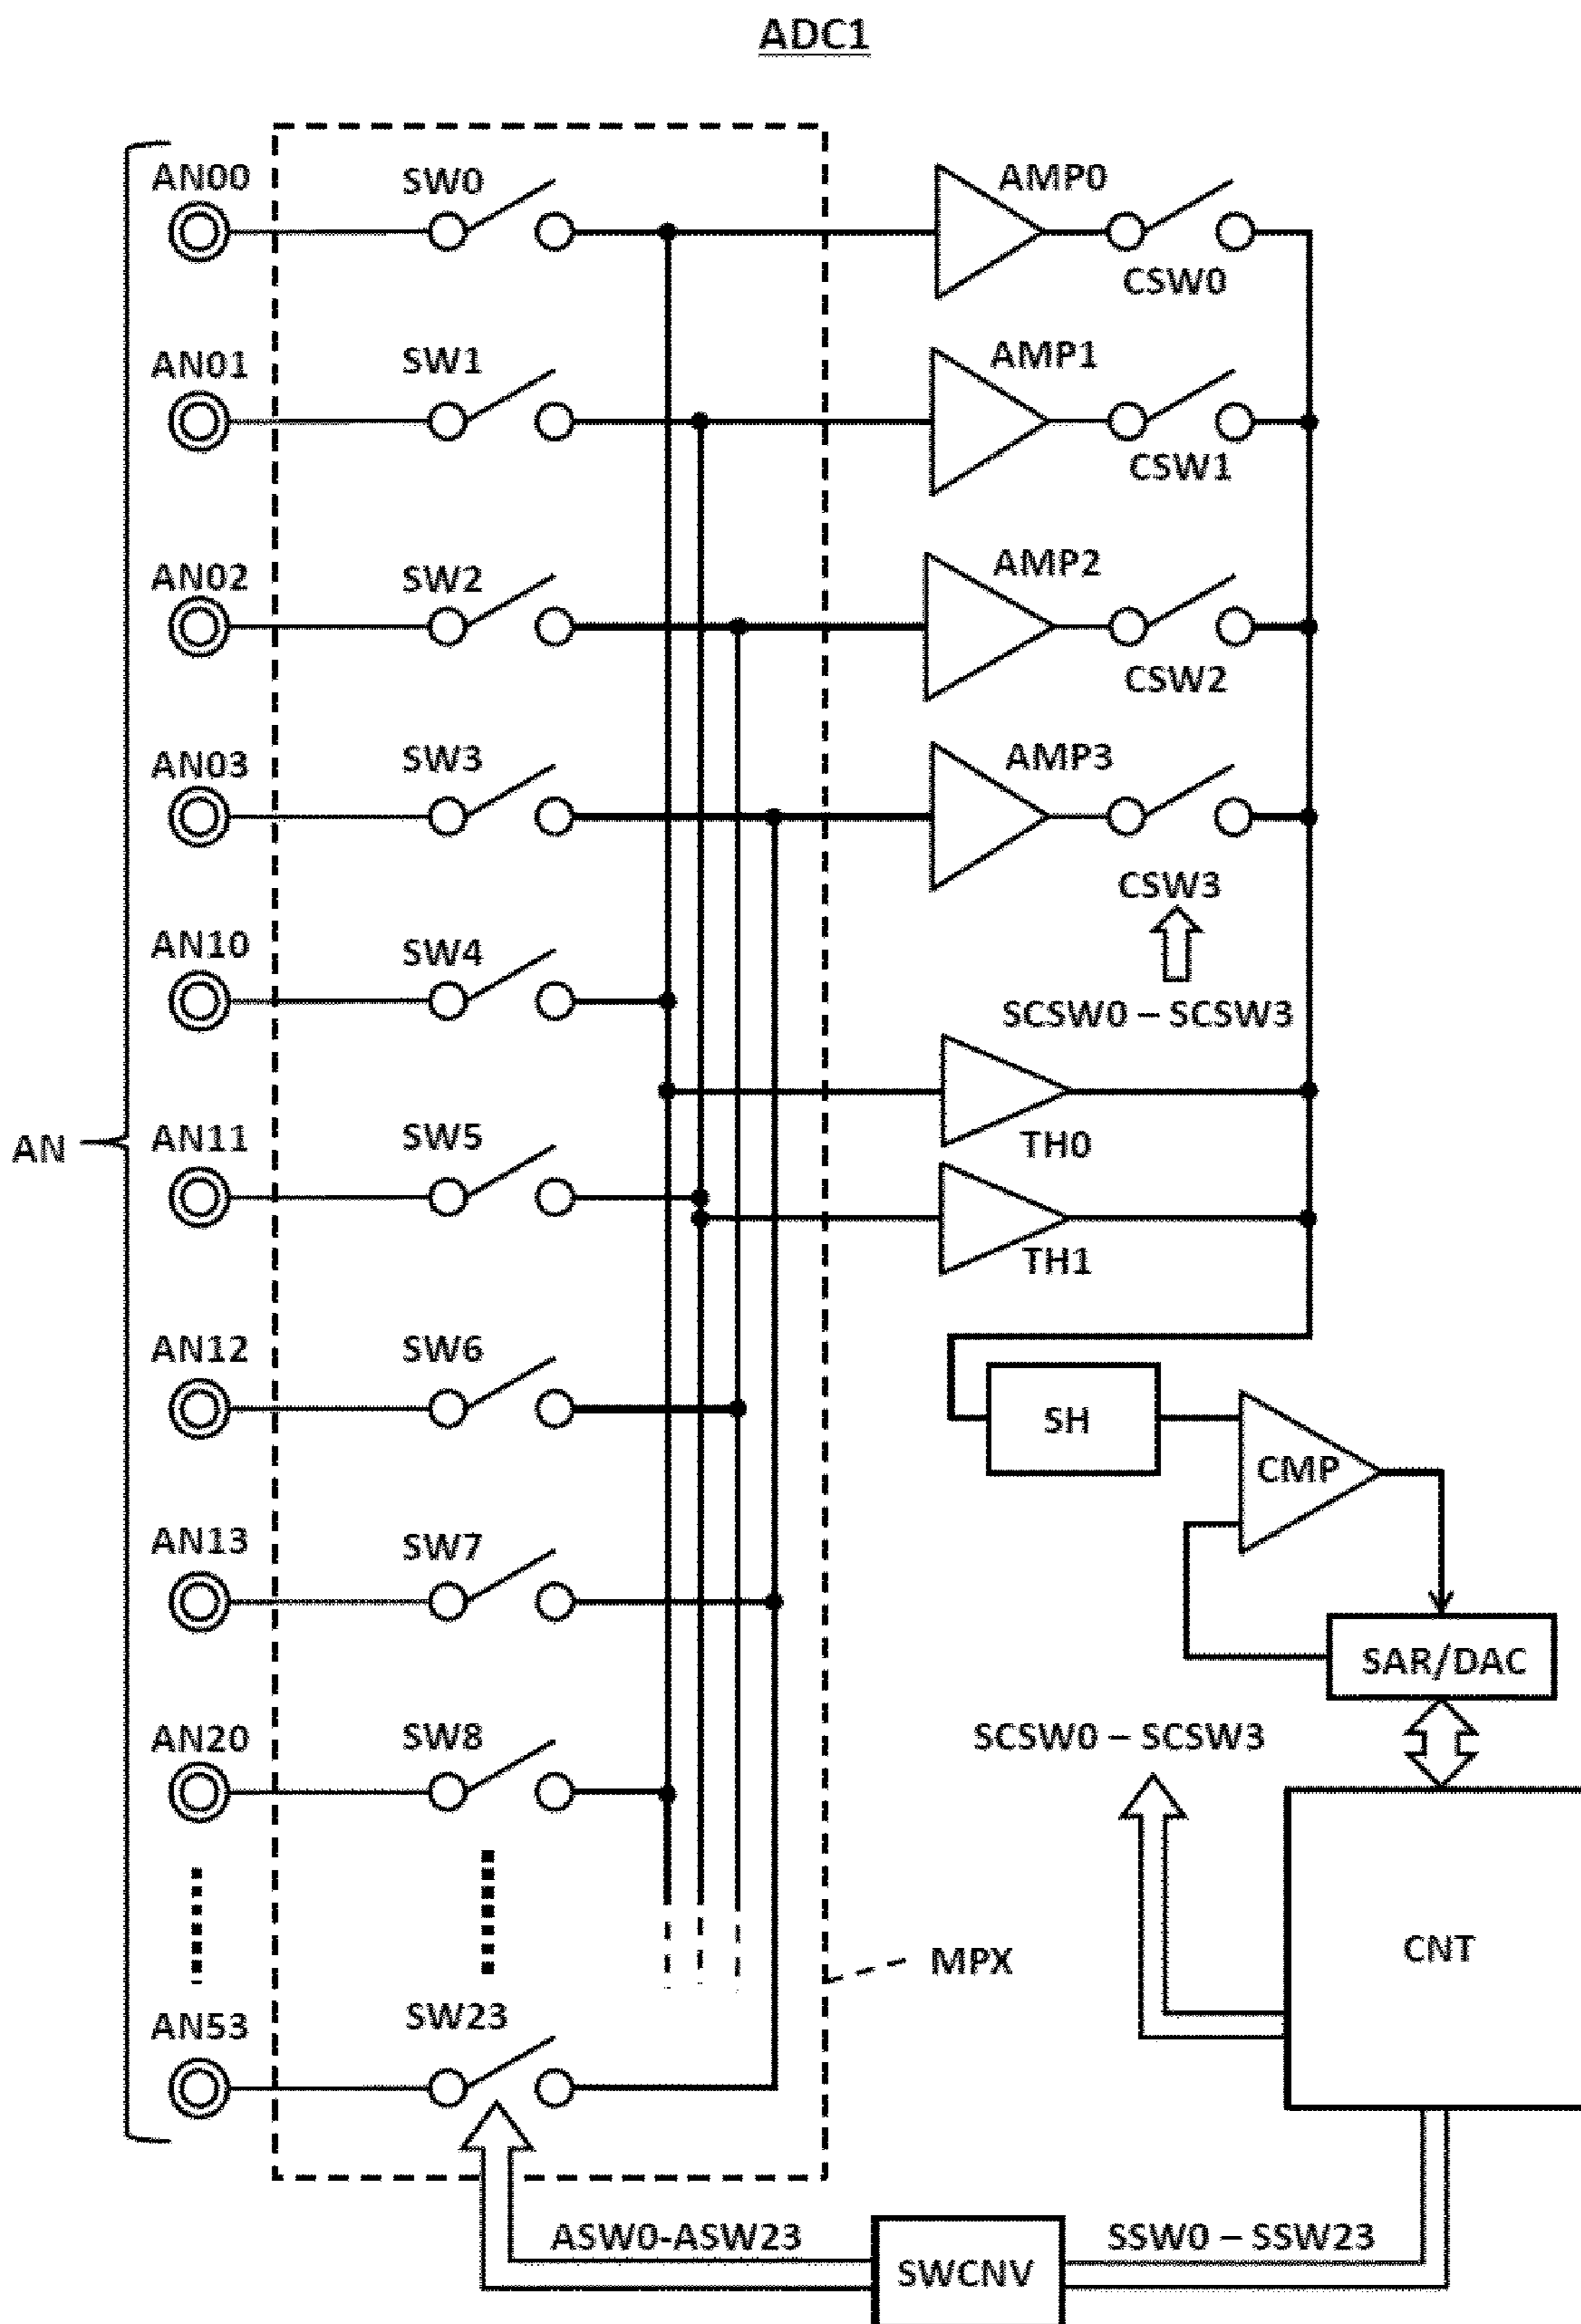 ADC1
AN00
SW0
AMP0
CSW0
AN01
SW1
AMP1
CSW1
AN02
SW2
AMP2
CSW2
AN03
SW3
AMP3
CSW3
AN10
SW4
SCSW0 – SCSW3
AN
AN11
SW5
TH0
TH1
AN12
SW6
SH
CMP
AN13
SW7
SAR/DAC
AN20
SW8
SCSW0 – SCSW3
CNT
MPX
AN53
SW23
ASW0-ASW23
SWCNV
SSW0 – SSW23